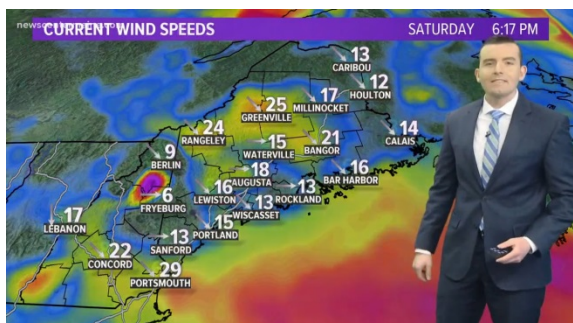 CURRENT WIND SPEEDS
SATURDAY 6:17 PM
13
CARIBOU
12
HOULTON
17
MILLINOCKET
25
GREENVILLE
24
RANGELEY
14
CALAIS
21
BANGOR
15
WATERVILLE
9
BERLIN
16
BAR HARBOR
18
AUGUSTA
13
ROCKLAND
16
LEWISTON
6
FRYEBURG
13
WISCASSET
15
PORTLAND
17
LEBANON
13
SANFORD
22
CONCORD
29
PORTSMOUTH